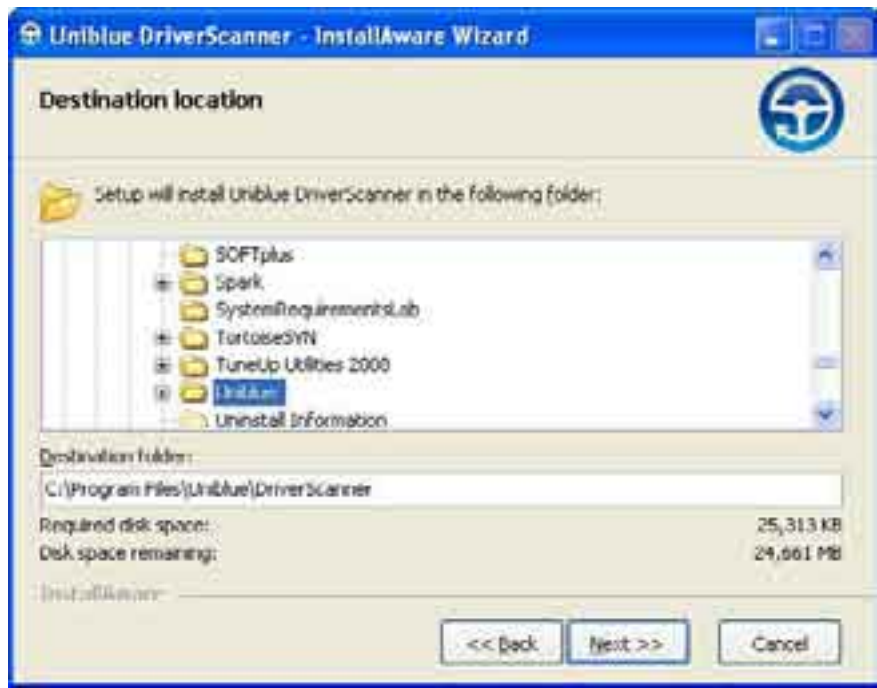 Uniblue DriverScanner - InstallAware Wizard
Destination location
Setup will install Uniblue DriverScanner in the following folder:
SOFTplus
Spark
SystemRequirementsLab
TortoiseSVN
TuneUp Utilities 2008
Uniblue
Uninstall Information
Destination folder:
C:\Program Files\Uniblue\DriverScanner
Required disk space: 25,313 KB
Disk space remaining: 24,661 MB
InstallAware
<< Back Next >> Cancel